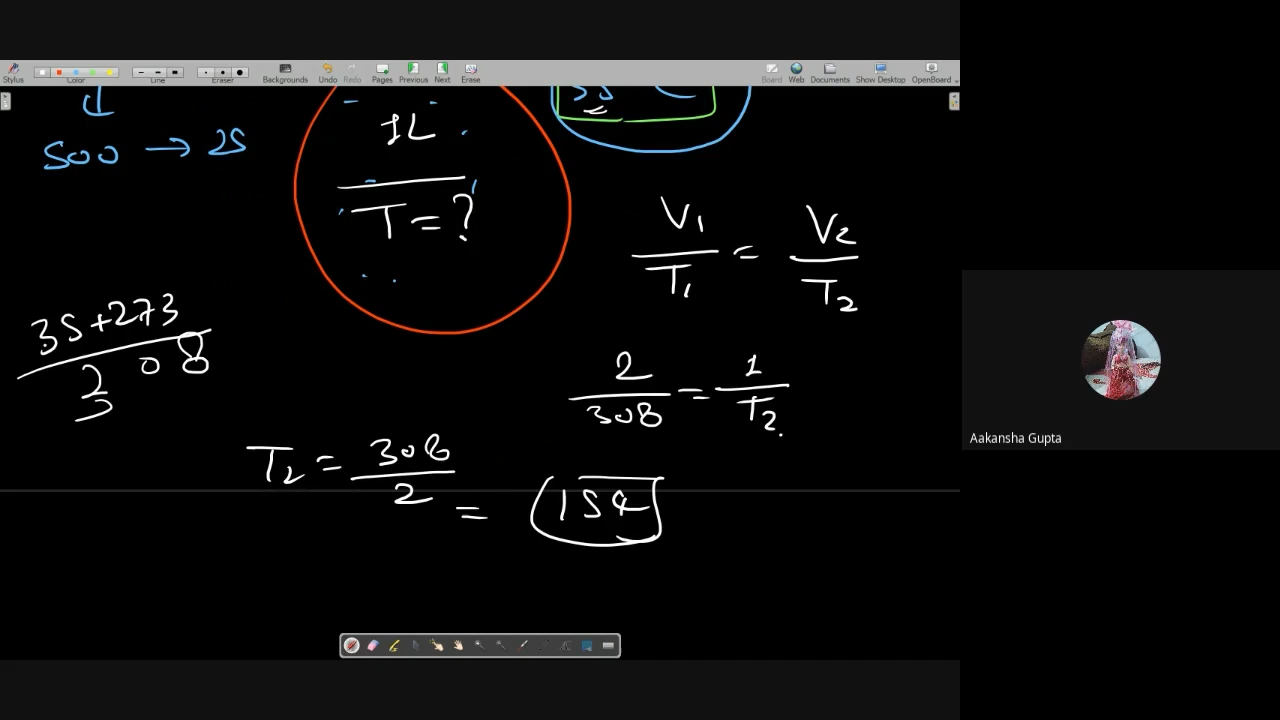 Stylus Color Line Eraser Backgrounds Undo Redo Pages Previous Next Erase Board Web Documents Show Desktop OpenBoard
500 → 25
1L
T = ?
V1/T1 = V2/T2
35+273
308
2/308 = 1/T2
T2 = 308/2 = 154
Aakansha Gupta